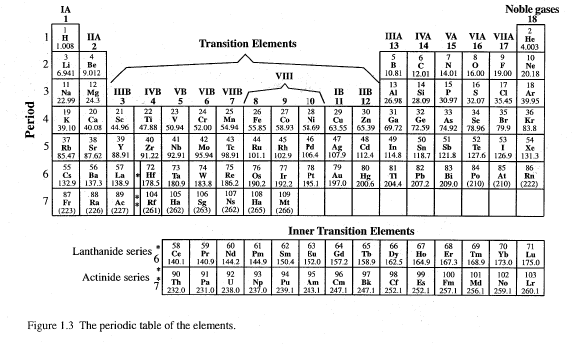 IA Noble gases
1 18
1 H 1.008 IIA 2 IIIA 13 IVA 14 VA 15 VIA 16 VIIA 17 2 He 4.003
Transition Elements
2 3 Li 6.941 4 Be 9.012 5 B 10.81 6 C 12.01 7 N 14.01 8 O 16.00 9 F 19.00 10 Ne 20.18
VIII
IIIB IVB VB VIB VIIB IB IIB
3 4 5 6 7 8 9 10 11 12
3 11 Na 22.99 12 Mg 24.3 13 Al 26.98 14 Si 28.09 15 P 30.97 16 S 32.07 17 Cl 35.45 18 Ar 39.95
Period
4 19 K 39.10 20 Ca 40.08 21 Sc 44.96 22 Ti 47.88 23 V 50.94 24 Cr 52.00 25 Mn 54.94 26 Fe 55.85 27 Co 58.93 28 Ni 58.69 29 Cu 63.55 30 Zn 65.39 31 Ga 69.72 32 Ge 72.59 33 As 74.92 34 Se 78.96 35 Br 79.9 36 Kr 83.8
5 37 Rb 85.47 38 Sr 87.62 39 Y 88.91 40 Zr 91.22 41 Nb 92.91 42 Mo 95.94 43 Tc 98.91 44 Ru 101.1 45 Rh 102.9 46 Pd 106.4 47 Ag 107.9 48 Cd 112.4 49 In 114.8 50 Sn 118.7 51 Sb 121.8 52 Te 127.6 53 I 126.9 54 Xe 131.3
6 55 Cs 132.9 56 Ba 137.3 57 La 138.9 * 72 Hf 178.5 73 Ta 180.9 74 W 183.8 75 Re 186.2 76 Os 190.2 77 Ir 192.2 78 Pt 195.1 79 Au 197.0 80 Hg 200.6 81 Tl 204.4 82 Pb 207.2 83 Bi 209.0 84 Po (210) 85 At (210) 86 Rn (222)
7 87 Fr (223) 88 Ra (226) 89 Ac (227) * * 104 Rf (261) 105 Ha (262) 106 Sg (263) 107 Ns (262) 108 Ha (265) 109 Mt (266)
Inner Transition Elements
Lanthanide series * 6 58 Ce 140.1 59 Pr 140.9 60 Nd 144.2 61 Pm 144.9 62 Sm 150.4 63 Eu 152.0 64 Gd 157.2 65 Tb 158.9 66 Dy 162.5 67 Ho 164.9 68 Er 167.3 69 Tm 168.9 70 Yb 173.0 71 Lu 175.0
Actinide series * * 7 90 Th 232.0 91 Pa 231.0 92 U 238.0 93 Np 237.0 94 Pu 239.1 95 Am 243.1 96 Cm 247.1 97 Bk 247.1 98 Cf 252.1 99 Es 252.1 100 Fm 257.1 101 Md 256.1 102 No 259.1 103 Lr 260.1
Figure 1.3 The periodic table of the elements.